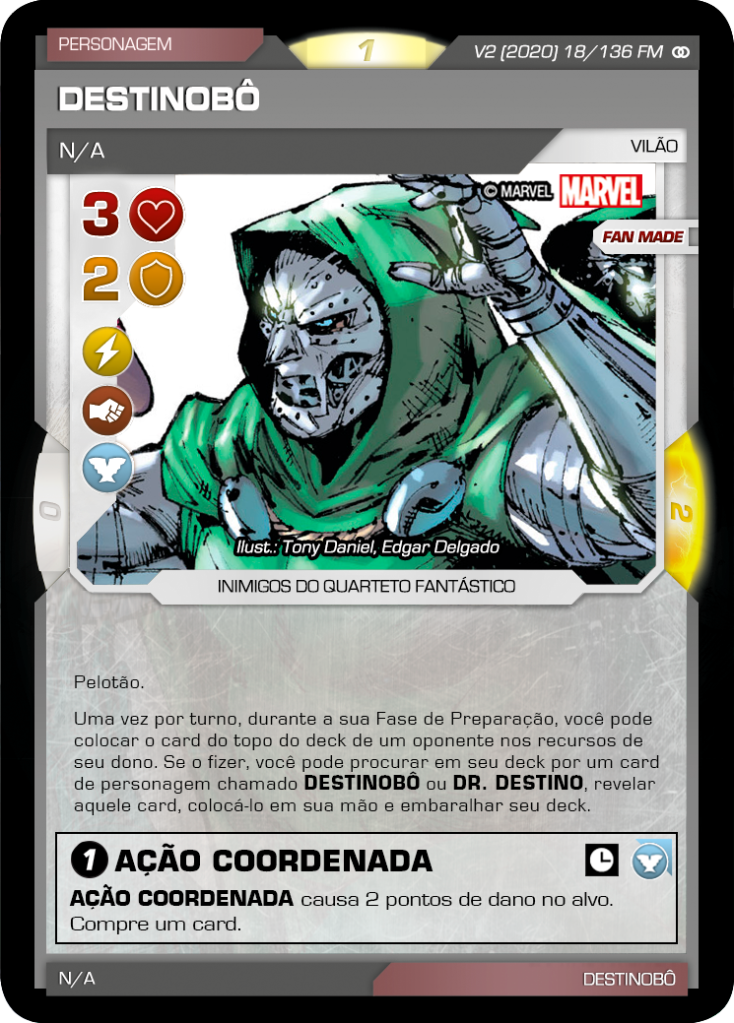 PERSONAGEM
1
V2 (2020) 18/136 FM
DESTINOBÔ
N/A
VILÃO
3
© MARVEL MARVEL
FAN MADE
2
0
2
Ilust.: Tony Daniel, Edgar Delgado
INIMIGOS DO QUARTETO FANTÁSTICO
Pelotão.
Uma vez por turno, durante a sua Fase de Preparação, você pode
colocar o card do topo do deck de um oponente nos recursos de
seu dono. Se o fizer, você pode procurar em seu deck por um card
de personagem chamado DESTINOBÔ ou DR. DESTINO, revelar
aquele card, colocá-lo em sua mão e embaralhar seu deck.
1 AÇÃO COORDENADA
AÇÃO COORDENADA causa 2 pontos de dano no alvo.
Compre um card.
N/A
DESTINOBÔ